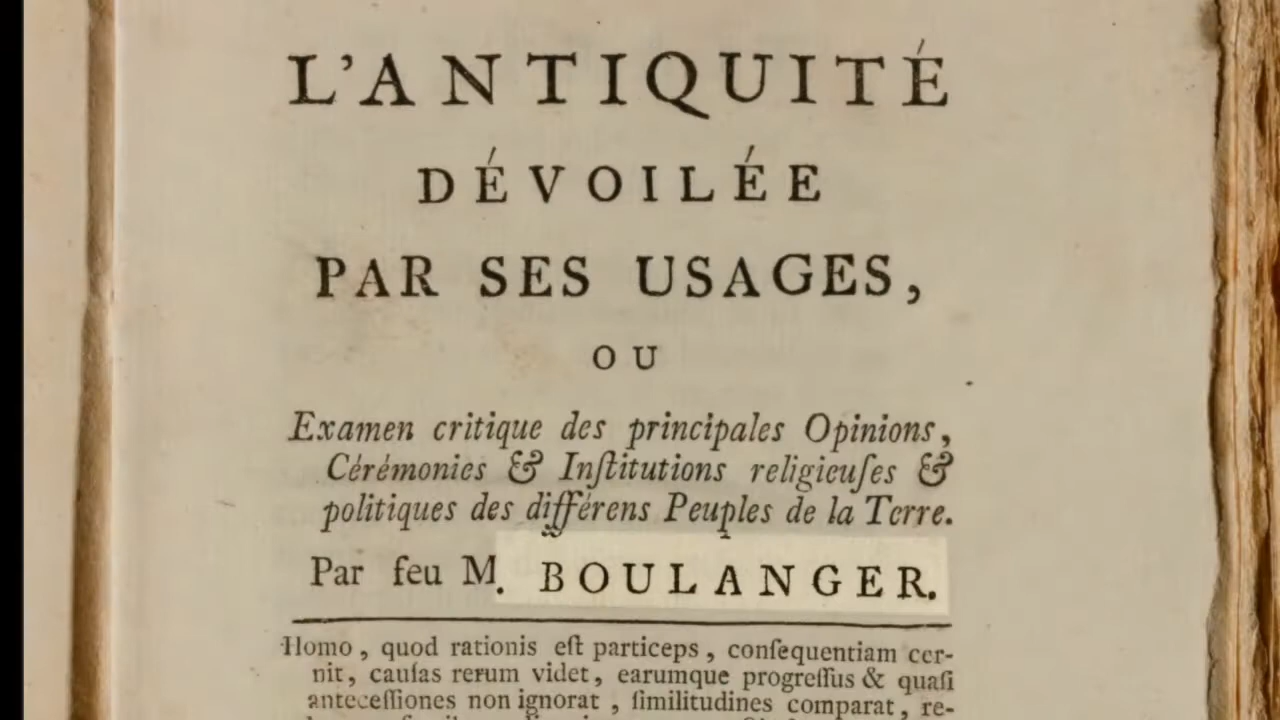 L'ANTIQUITÉ
DÉVOILÉE
PAR SES USAGES,
OU
Examen critique des principales Opinions,
Cérémonies & Inſtitutions religieuſes &
politiques des différens Peuples de la Terre.
Par feu M. BOULANGER.
Homo, quod rationis eſt particeps, conſequentiam cer-
nit, cauſas rerum videt, earumque progreſſus & quaſi
anteceſſiones non ignorat, ſimilitudines comparat, re-